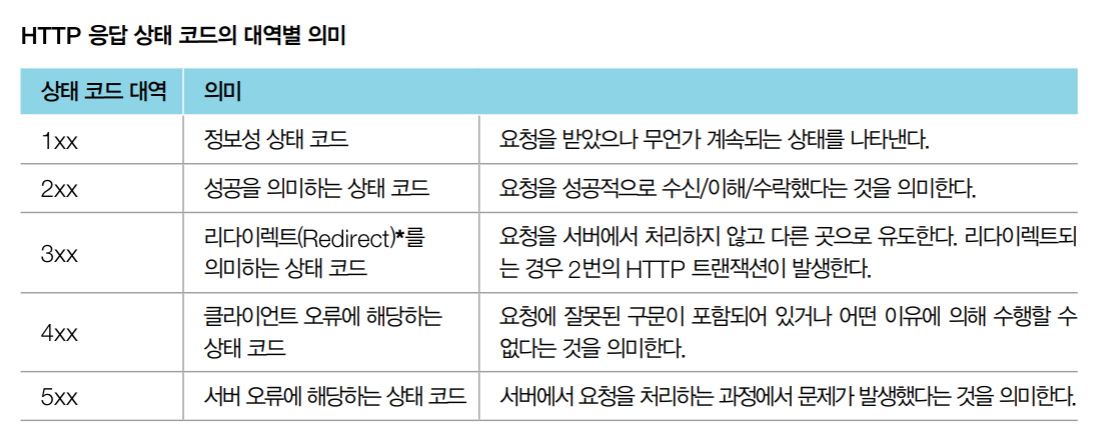 HTTP 응답 상태 코드의 대역별 의미
상태 코드 대역 의미
1xx 정보성 상태 코드 요청을 받았으나 무언가 계속되는 상태를 나타낸다.
2xx 성공을 의미하는 상태 코드 요청을 성공적으로 수신/이해/수락했다는 것을 의미한다.
3xx 리다이렉트(Redirect)*를 요청을 서버에서 처리하지 않고 다른 곳으로 유도한다. 리다이렉트되
의미하는 상태 코드 는 경우 2번의 HTTP 트랜잭션이 발생한다.
4xx 클라이언트 오류에 해당하는 요청에 잘못된 구문이 포함되어 있거나 어떤 이유에 의해 수행할 수
상태 코드 없다는 것을 의미한다.
5xx 서버 오류에 해당하는 상태 코드 서버에서 요청을 처리하는 과정에서 문제가 발생했다는 것을 의미한다.